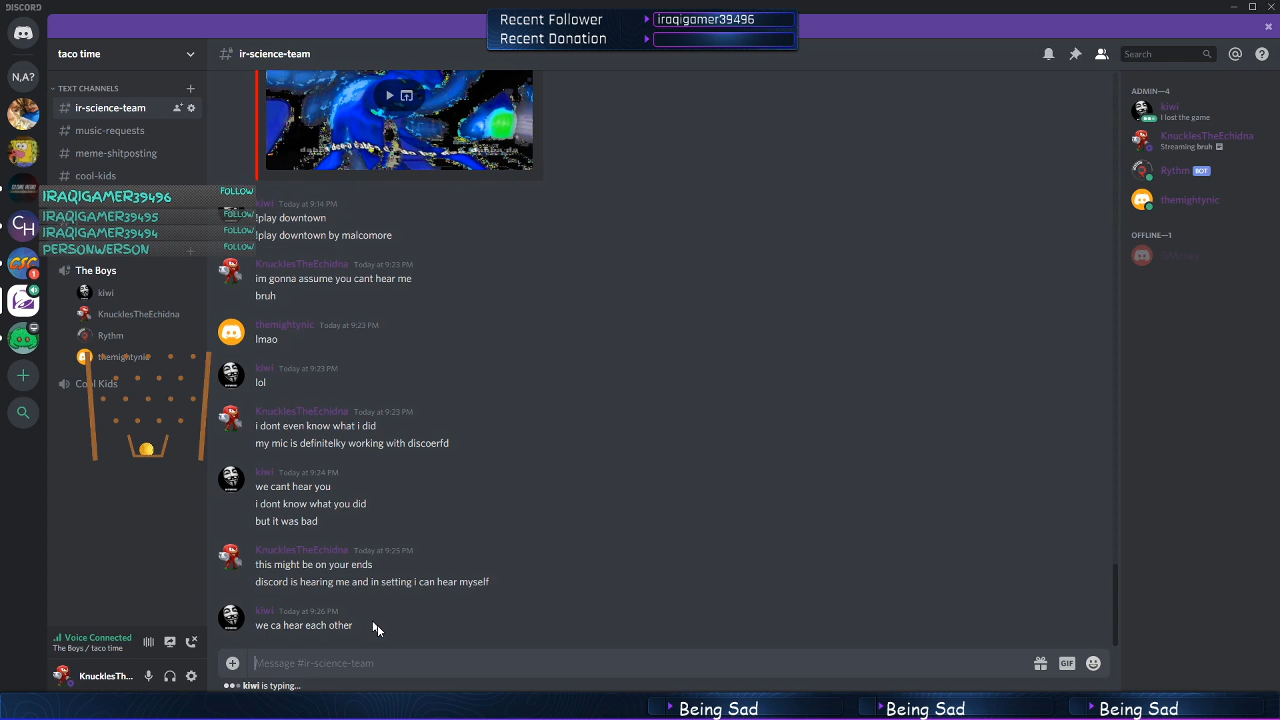 DISCORD
Recent Follower
iraqigamer39496
Recent Donation
taco time
ir-science-team
Search
N,A?
TEXT CHANNELS
ir-science-team
music-requests
meme-shitposting
cool-kids
IRAQIGAMER39496 FOLLOW
IRAQIGAMER39495 FOLLOW
IRAQIGAMER39494 FOLLOW
PERSONWERSON FOLLOW
CH
CSC
1
The Boys
kiwi
KnucklesTheEchidna
Rythm
themightynic
Cool Kids
Voice Connected
The Boys / taco time
KnucklesTh...
kiwi Today at 9:14 PM
!play downtown
!play downtown by malcomore
KnucklesTheEchidna Today at 9:23 PM
im gonna assume you cant hear me
bruh
themightynic Today at 9:23 PM
lmao
kiwi Today at 9:23 PM
lol
KnucklesTheEchidna Today at 9:23 PM
i dont even know what i did
my mic is definitelky working with discoerfd
kiwi Today at 9:24 PM
we cant hear you
i dont know what you did
but it was bad
KnucklesTheEchidna Today at 9:25 PM
this might be on your ends
discord is hearing me and in setting i can hear myself
kiwi Today at 9:26 PM
we ca hear each other
Message #ir-science-team
GIF
kiwi is typing...
ADMIN—4
kiwi
I lost the game
KnucklesTheEchidna
Streaming bruh
Rythm BOT
themightynic
OFFLINE—1
Being Sad
Being Sad
Being Sad